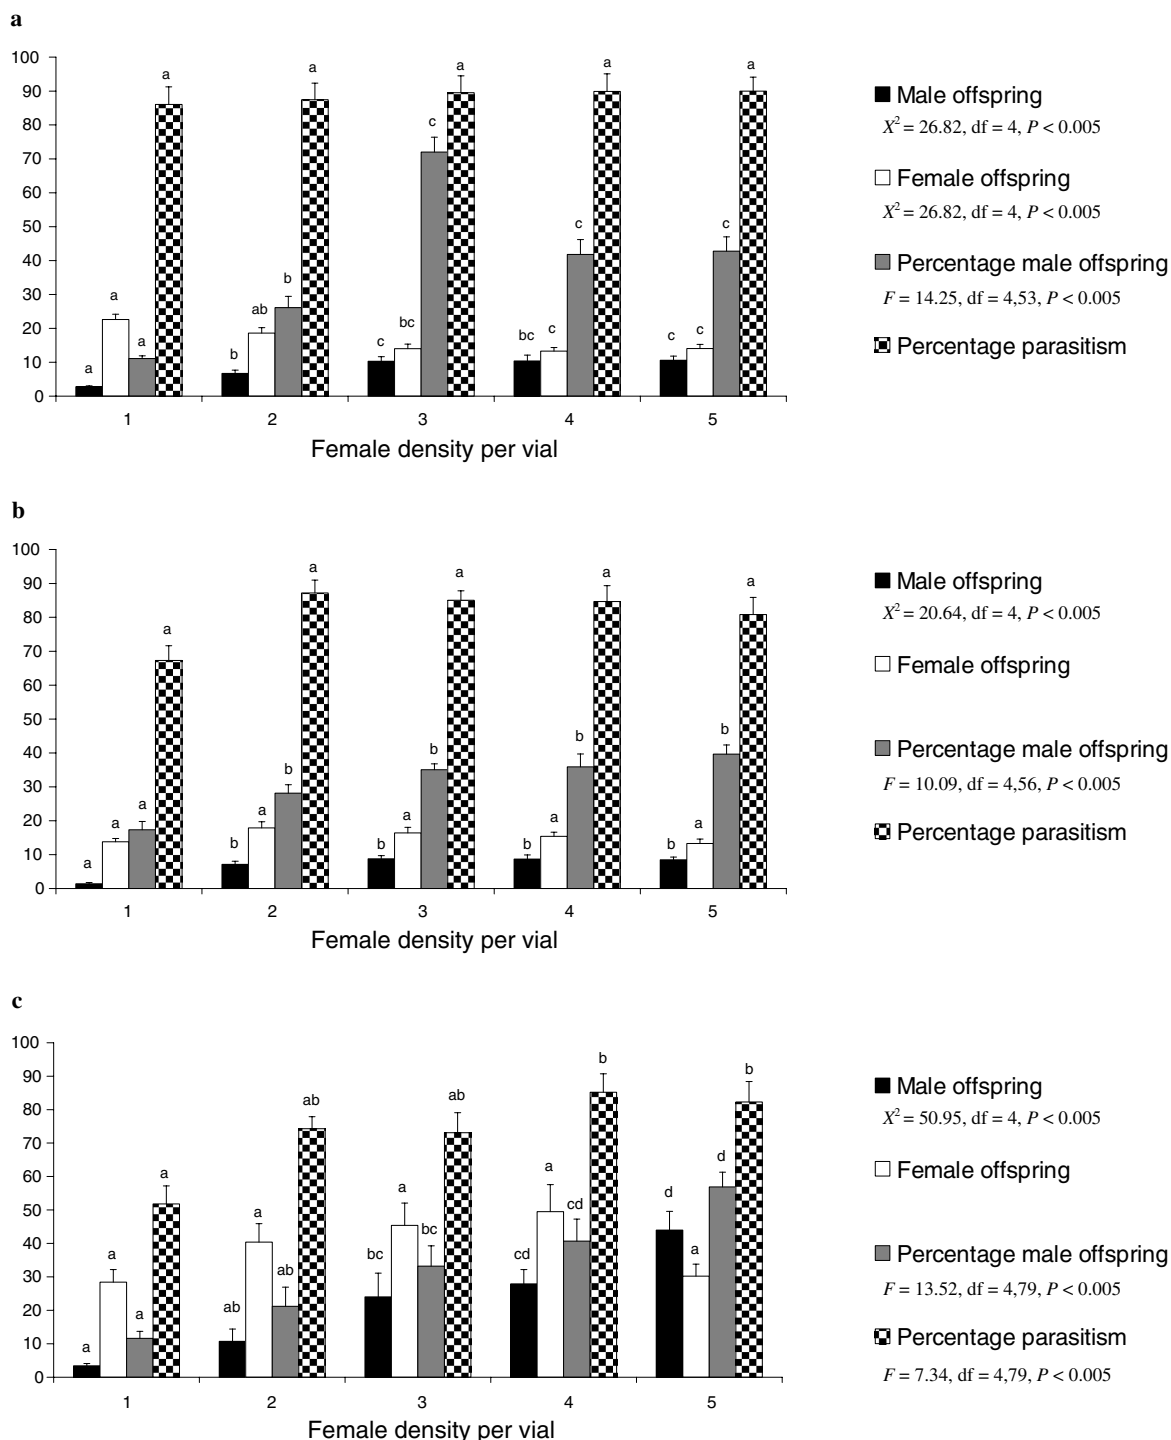 a
100
90
80
70
60
50
40
30
20
10
0
a a a a
b ab b a
c bc c a
bc c c a
c c c a
1 2 3 4 5
Female density per vial
Male offspring
X² = 26.82, df = 4, P < 0.005
Female offspring
X² = 26.82, df = 4, P < 0.005
Percentage male offspring
F = 14.25, df = 4,53, P < 0.005
Percentage parasitism
b
100
90
80
70
60
50
40
30
20
10
0
a a a a
b a b a
b a b a
b a b a
b a b a
1 2 3 4 5
Female density per vial
Male offspring
X² = 20.64, df = 4, P < 0.005
Female offspring
Percentage male offspring
F = 10.09, df = 4,56, P < 0.005
Percentage parasitism
c
100
90
80
70
60
50
40
30
20
10
0
a a a a
ab a ab ab
bc a bc ab
cd a cd b
d a d b
1 2 3 4 5
Female density per vial
Male offspring
X² = 50.95, df = 4, P < 0.005
Female offspring
Percentage male offspring
F = 13.52, df = 4,79, P < 0.005
Percentage parasitism
F = 7.34, df = 4,79, P < 0.005